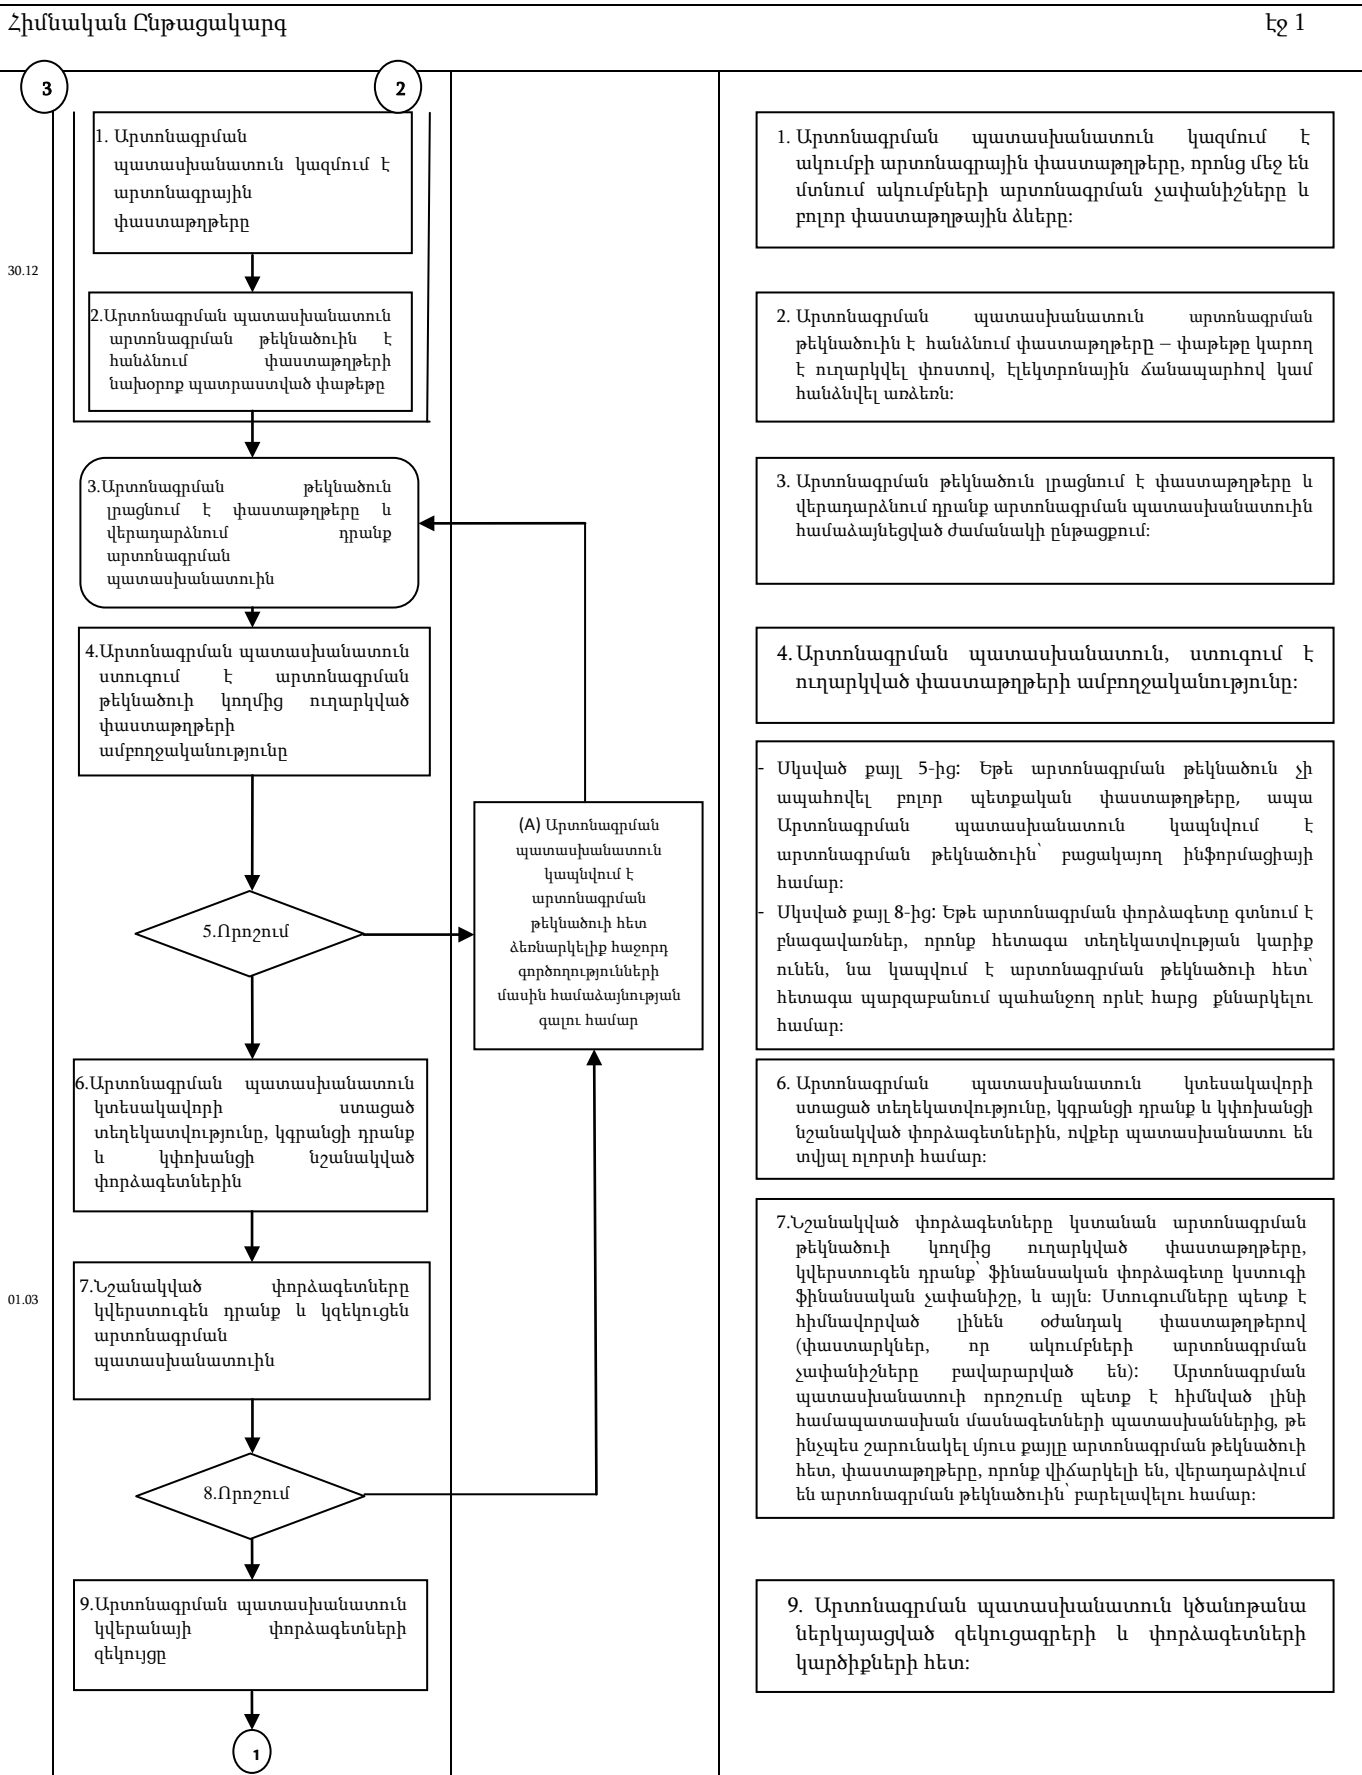 Հիմնական Ընթացակարգ
էջ 1
3
2
1. Արտոնագրման
պատասխանատուն կազմում է
արտոնագրային
փաստաթղթերը
30.12
2.Արտոնագրման պատասխանատուն
արտոնագրման թեկնածուին է
հանձնում փաստաթղթերի
նախօրոք պատրաստված փաթեթը
3.Արտոնագրման թեկնածուն
լրացնում է փաստաթղթերը և
վերադարձնում դրանք
արտոնագրման
պատասխանատուին
4.Արտոնագրման պատասխանատուն
ստուգում է արտոնագրման
թեկնածուի կողմից ուղարկված
փաստաթղթերի
ամբողջականությունը
5.Որոշում
(A) Արտոնագրման
պատասխանատուն
կապնվում է
արտոնագրման
թեկնածուի հետ
ձեռնարկելիք հաջորդ
գործողությունների
մասին համաձայնության
գալու համար
6.Արտոնագրման պատասխանատուն
կտեսակավորի ստացած
տեղեկատվությունը, կգրանցի դրանք
և կփոխանցի նշանակված
փորձագետներին
01.03
7.Նշանակված փորձագետները
կվերստուգեն դրանք և կզեկուցեն
արտոնագրման
պատասխանատուին
8.Որոշում
9.Արտոնագրման պատասխանատուն
կվերանայի փորձագետների
զեկույցը
1
1. Արտոնագրման պատասխանատուն կազմում է
ակումբի արտոնագրային փաստաթղթերը, որոնց մեջ են
մտնում ակումբների արտոնագրման չափանիշները և
բոլոր փաստաթղթային ձևերը:
2. Արտոնագրման պատասխանատուն արտոնագրման
թեկնածուին է հանձնում փաստաթղթերը – փաթեթը կարող
է ուղարկվել փոստով, էլեկտրոնային ճանապարհով կամ
հանձնվել առձեռն:
3. Արտոնագրման թեկնածուն լրացնում է փաստաթղթերը և
վերադարձնում դրանք արտոնագրման պատասխանատուին
համաձայնեցված ժամանակի ընթացքում:
4. Արտոնագրման պատասխանատուն, ստուգում է
ուղարկված փաստաթղթերի ամբողջականությունը:
- Սկսված քայլ 5-ից: Եթե արտոնագրման թեկնածուն չի
ապահովել բոլոր պետքական փաստաթղթերը, ապա
Արտոնագրման պատասխանատուն կապնվում է
արտոնագրման թեկնածուին՝ բացակայող ինֆորմացիայի
համար:
- Սկսված քայլ 8-ից: Եթե արտոնագրման փորձագետը գտնում է
բնագավառներ, որոնք հետագա տեղեկատվության կարիք
ունեն, նա կապվում է արտոնագրման թեկնածուի հետ՝
հետագա պարզաբանում պահանջող որևէ հարց քննարկելու
համար:
6. Արտոնագրման պատասխանատուն կտեսակավորի
ստացած տեղեկատվությունը, կգրանցի դրանք և կփոխանցի
նշանակված փորձագետներին, ովքեր պատասխանատու են
տվյալ ոլորտի համար:
7.Նշանակված փորձագետները կստանան արտոնագրման
թեկնածուի կողմից ուղարկված փաստաթղթերը,
կվերստուգեն դրանք՝ ֆինանսական փորձագետը կստուգի
ֆինանսական չափանիշը, և այլն: Ստուգումները պետք է
հիմնավորված լինեն օժանդակ փաստաթղթերով
(փաստարկներ, որ ակումբների արտոնագրման
չափանիշները բավարարված են): Արտոնագրման
պատասխանատուի որոշումը պետք է հիմնված լինի
համապատասխան մասնագետների պատասխաններից, թե
ինչպես շարունակել մյուս քայլը արտոնագրման թեկնածուի
հետ, փաստաթղթերը, որոնք վիճարկելի են, վերադարձվում
են արտոնագրման թեկնածուին՝ բարելավելու համար:
9. Արտոնագրման պատասխանատուն կծանոթանա
ներկայացված զեկուցագրերի և փորձագետների
կարծիքների հետ: